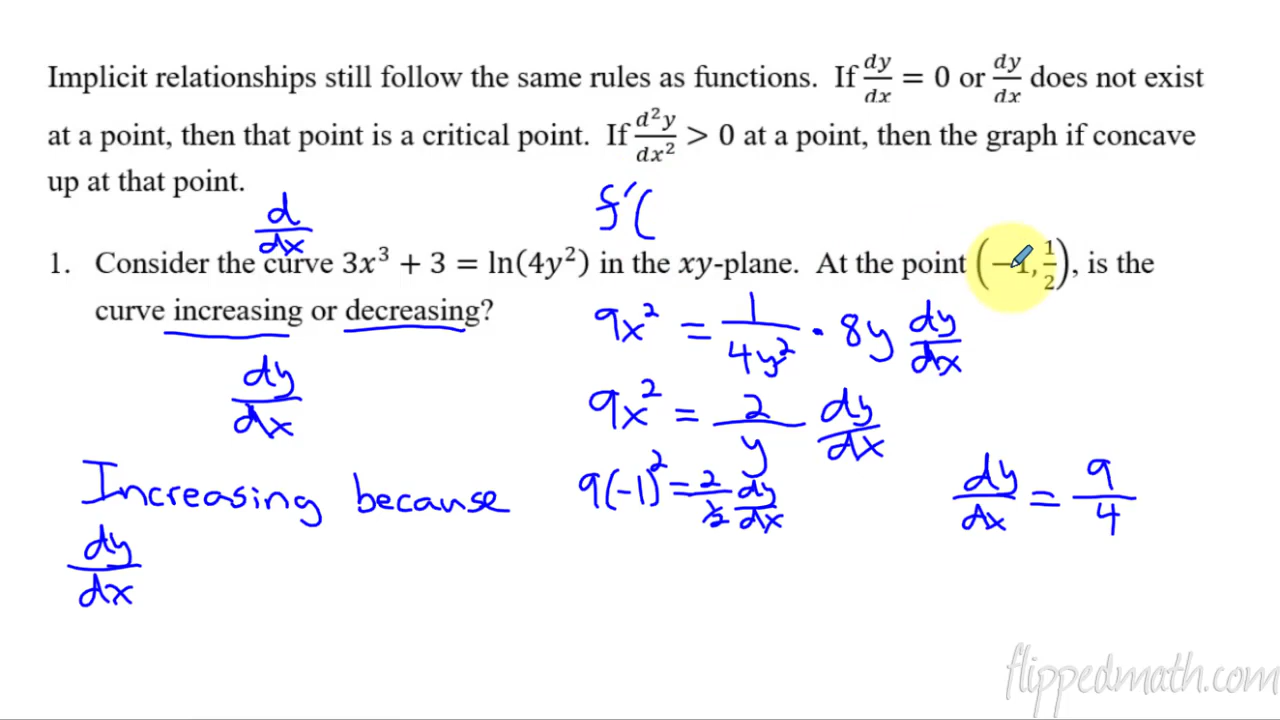 Implicit relationships still follow the same rules as functions. If dy/dx = 0 or dy/dx does not exist
at a point, then that point is a critical point. If d²y/dx² > 0 at a point, then the graph if concave
up at that point.
d/dx
f'(
1. Consider the curve 3x³ + 3 = ln(4y²) in the xy-plane. At the point (−1, 1/2), is the
curve increasing or decreasing?
9x² = 1/4y² · 8y dy/dx
dy/dx
9x² = 2/y dy/dx
Increasing because
9(-1)² = 2/½ dy/dx
dy/dx = 9/4
dy/dx
flippedmath.com